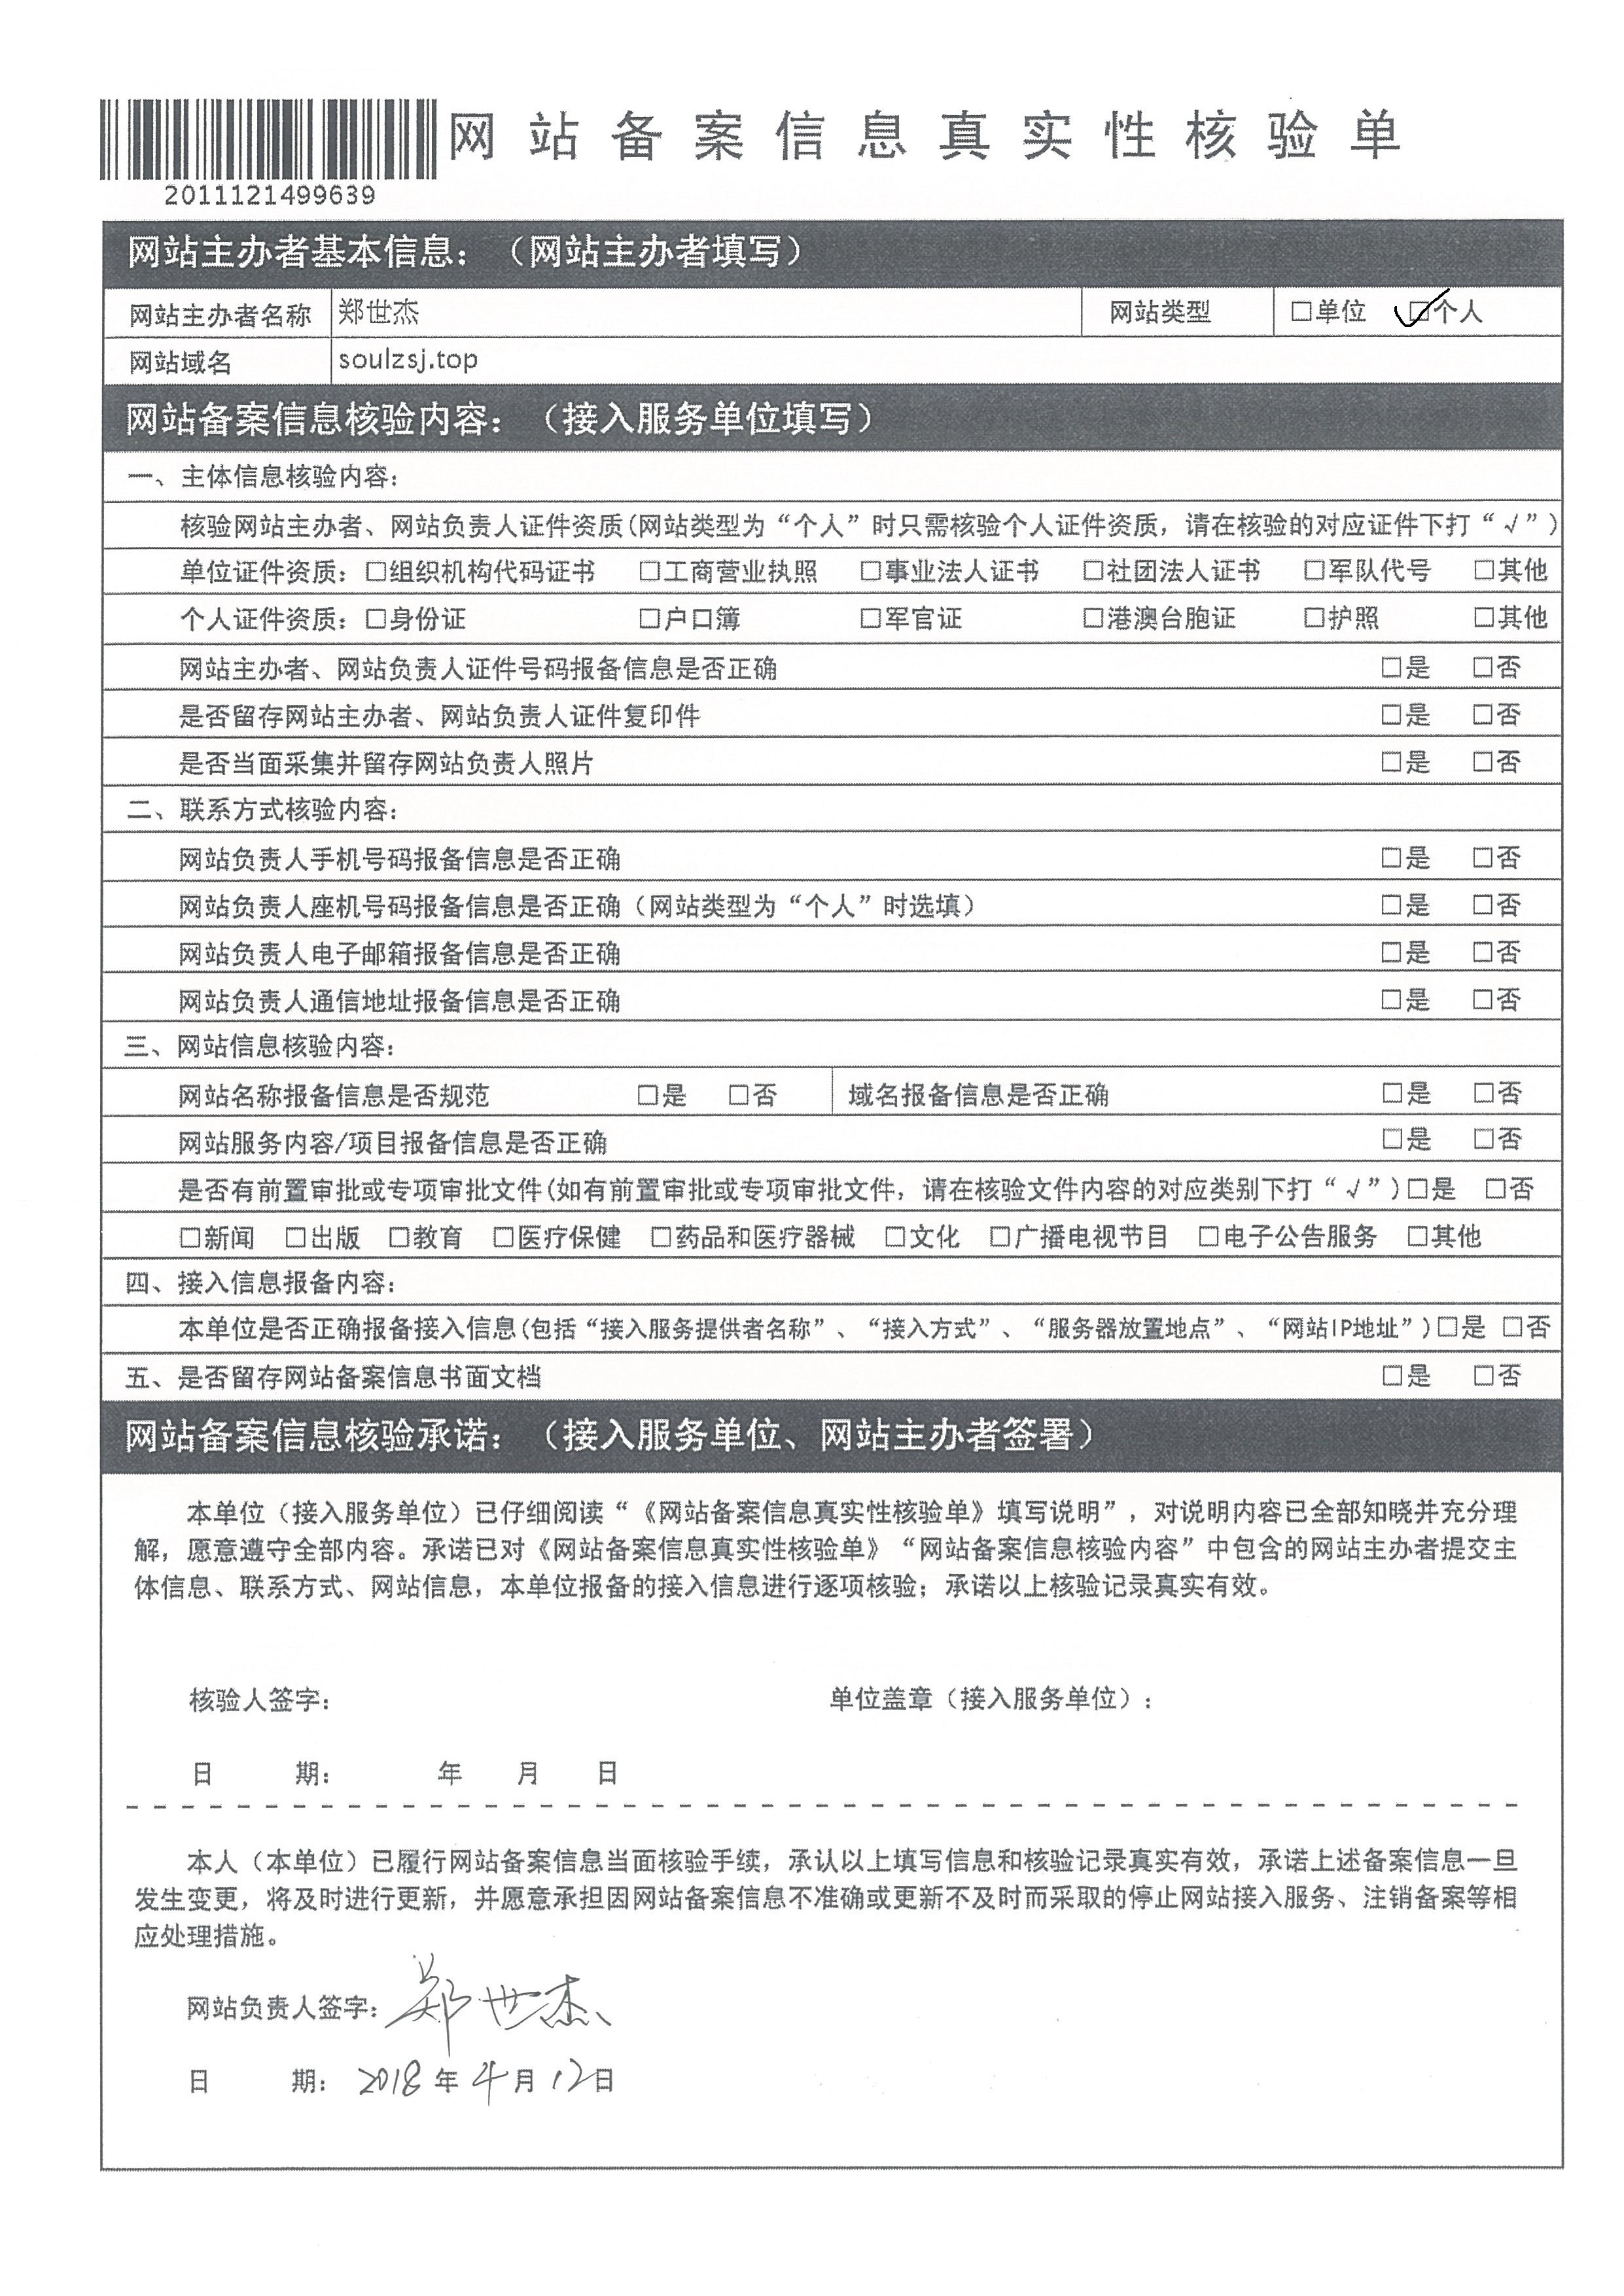 网站备案信息真实性核验单
2011121499639
网站主办者基本信息：（网站主办者填写）
网站主办者名称 郑世杰 网站类型 □单位 ☑个人
网站域名 soulzsj.top
网站备案信息核验内容：（接入服务单位填写）
一、主体信息核验内容：
核验网站主办者、网站负责人证件资质(网站类型为“个人”时只需核验个人证件资质，请在核验的对应证件下打“√”)
单位证件资质：□组织机构代码证书 □工商营业执照 □事业法人证书 □社团法人证书 □军队代号 □其他
个人证件资质：□身份证 □户口簿 □军官证 □港澳台胞证 □护照 □其他
网站主办者、网站负责人证件号码报备信息是否正确 □是 □否
是否留存网站主办者、网站负责人证件复印件 □是 □否
是否当面采集并留存网站负责人照片 □是 □否
二、联系方式核验内容：
网站负责人手机号码报备信息是否正确 □是 □否
网站负责人座机号码报备信息是否正确（网站类型为“个人”时选填） □是 □否
网站负责人电子邮箱报备信息是否正确 □是 □否
网站负责人通信地址报备信息是否正确 □是 □否
三、网站信息核验内容：
网站名称报备信息是否规范 □是 □否 域名报备信息是否正确 □是 □否
网站服务内容/项目报备信息是否正确 □是 □否
是否有前置审批或专项审批文件(如有前置审批或专项审批文件，请在核验文件内容的对应类别下打“√”)□是 □否
□新闻 □出版 □教育 □医疗保健 □药品和医疗器械 □文化 □广播电视节目 □电子公告服务 □其他
四、接入信息报备内容：
本单位是否正确报备接入信息(包括“接入服务提供者名称”、“接入方式”、“服务器放置地点”、“网站IP地址”)□是 □否
五、是否留存网站备案信息书面文档 □是 □否
网站备案信息核验承诺：（接入服务单位、网站主办者签署）
本单位（接入服务单位）已仔细阅读“《网站备案信息真实性核验单》填写说明”，对说明内容已全部知晓并充分理
解，愿意遵守全部内容。承诺已对《网站备案信息真实性核验单》“网站备案信息核验内容”中包含的网站主办者提交主
体信息、联系方式、网站信息，本单位报备的接入信息进行逐项核验；承诺以上核验记录真实有效。
核验人签字： 单位盖章（接入服务单位）：
日 期： 年 月 日
本人（本单位）已履行网站备案信息当面核验手续，承认以上填写信息和核验记录真实有效，承诺上述备案信息一旦
发生变更，将及时进行更新，并愿意承担因网站备案信息不准确或更新不及时而采取的停止网站接入服务、注销备案等相
应处理措施。
网站负责人签字：郑世杰
日 期：2018年4月12日